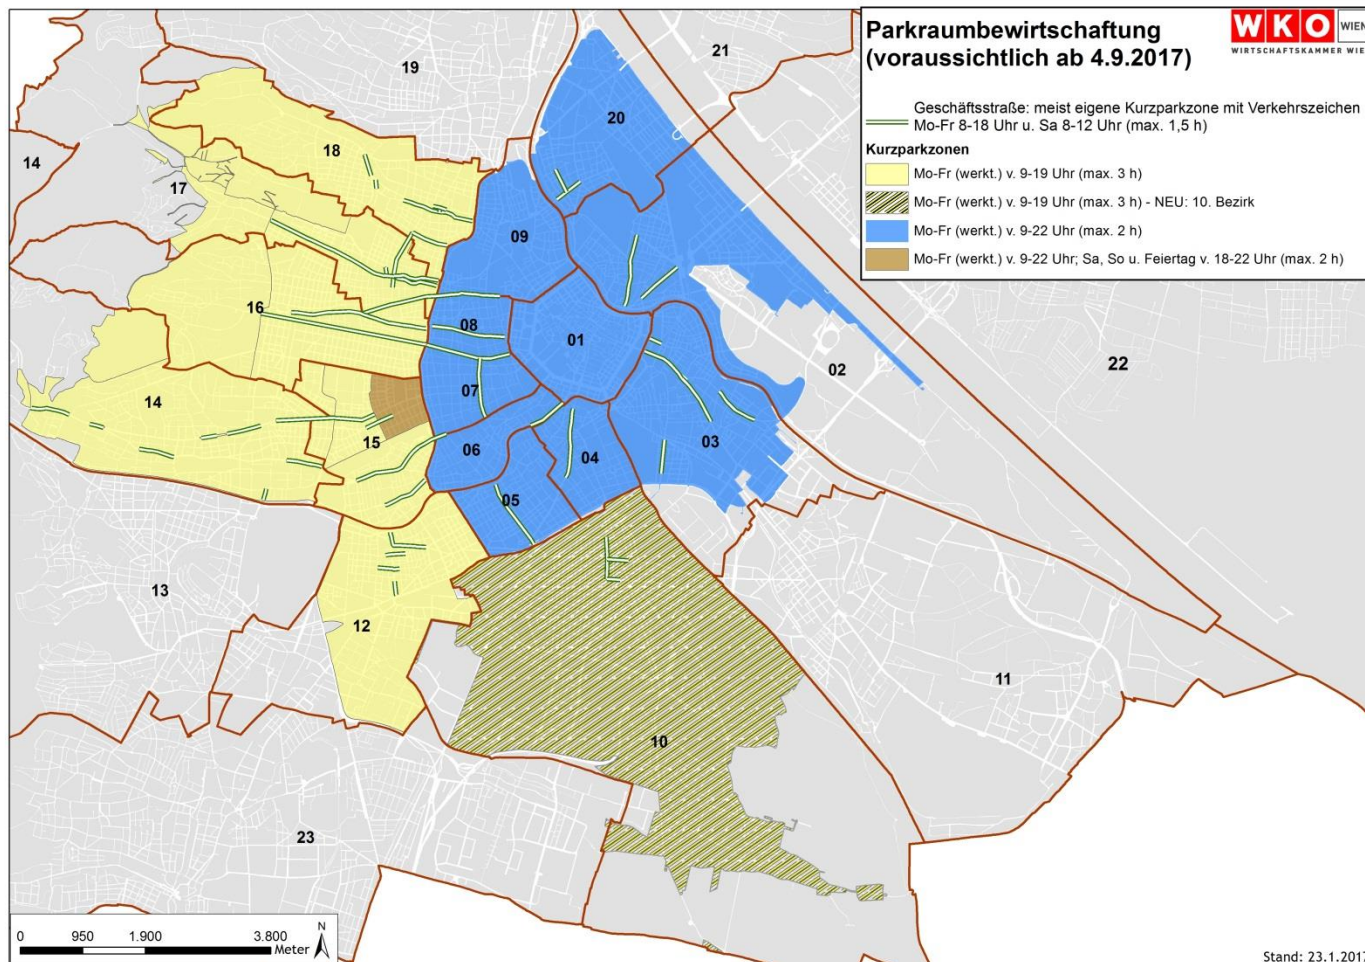 Parkraumbewirtschaftung
(voraussichtlich ab 4.9.2017)
WKO WIEN
WIRTSCHAFTSKAMMER WIEN
Geschäftsstraße: meist eigene Kurzparkzone mit Verkehrszeichen
Mo-Fr 8-18 Uhr u. Sa 8-12 Uhr (max. 1,5 h)
Kurzparkzonen
Mo-Fr (werkt.) v. 9-19 Uhr (max. 3 h)
Mo-Fr (werkt.) v. 9-19 Uhr (max. 3 h) - NEU: 10. Bezirk
Mo-Fr (werkt.) v. 9-22 Uhr (max. 2 h)
Mo-Fr (werkt.) v. 9-22 Uhr; Sa, So u. Feiertag v. 18-22 Uhr (max. 2 h)
21
19
20
18
14
17
09
16
08
01
02
22
07
14
15
06
04
03
05
13
12
11
10
23
0 950 1.900 3.800
Meter
N
Stand: 23.1.2017